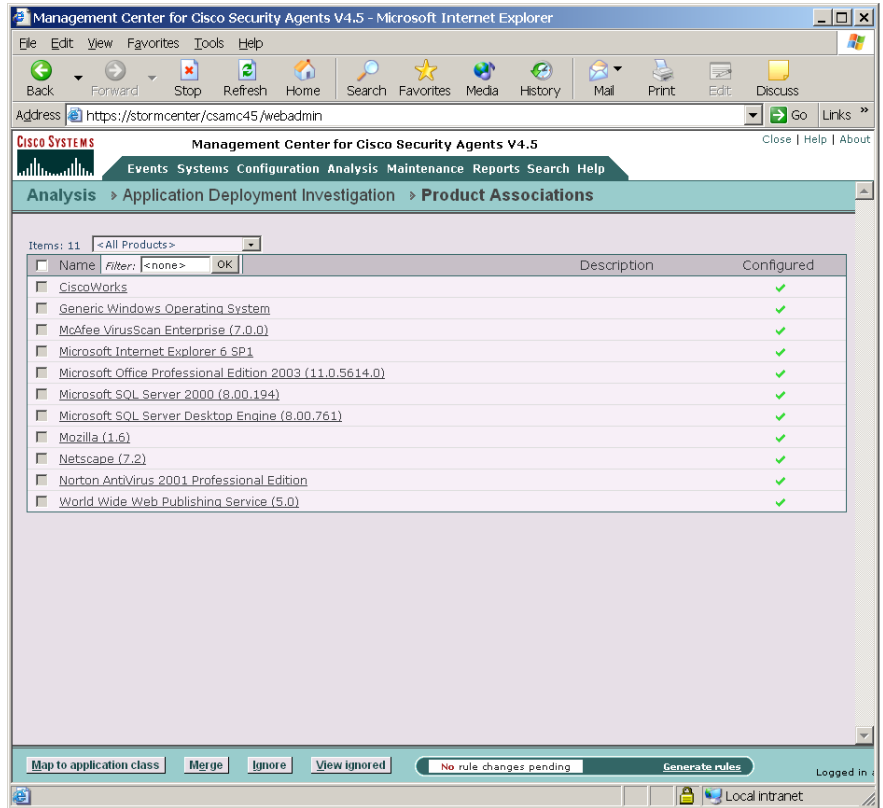 Management Center for Cisco Security Agents V4.5 - Microsoft Internet Explorer
File Edit View Favorites Tools Help
Back Forward Stop Refresh Home Search Favorites Media History Mail Print Edit Discuss
Address https://stormcenter/csamc45/webadmin Go Links »
CISCO SYSTEMS Management Center for Cisco Security Agents V4.5 Close | Help | About
Events Systems Configuration Analysis Maintenance Reports Search Help
Analysis > Application Deployment Investigation > Product Associations
Items: 11 <All Products>
Name Filter: <none> OK Description Configured
CiscoWorks
Generic Windows Operating System
McAfee VirusScan Enterprise (7.0.0)
Microsoft Internet Explorer 6 SP1
Microsoft Office Professional Edition 2003 (11.0.5614.0)
Microsoft SQL Server 2000 (8.00.194)
Microsoft SQL Server Desktop Engine (8.00.761)
Mozilla (1.6)
Netscape (7.2)
Norton AntiVirus 2001 Professional Edition
World Wide Web Publishing Service (5.0)
Map to application class Merge Ignore View ignored No rule changes pending Generate rules
Logged in
Local intranet